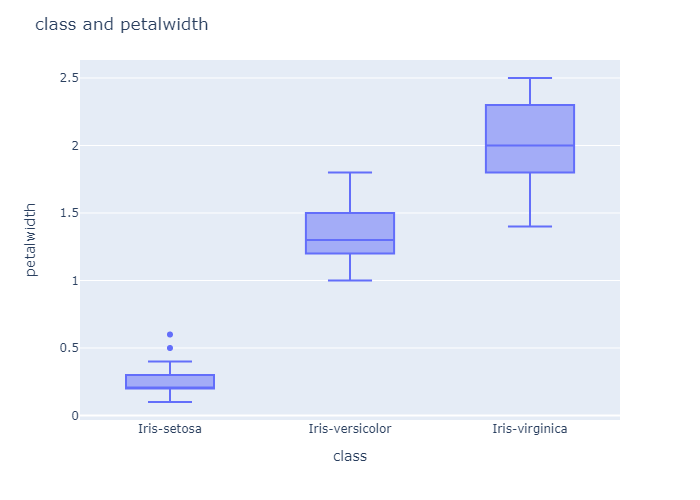 class and petalwidth
2.5
2
1.5
1
0.5
0
petalwidth
Iris-setosa
Iris-versicolor
Iris-virginica
class